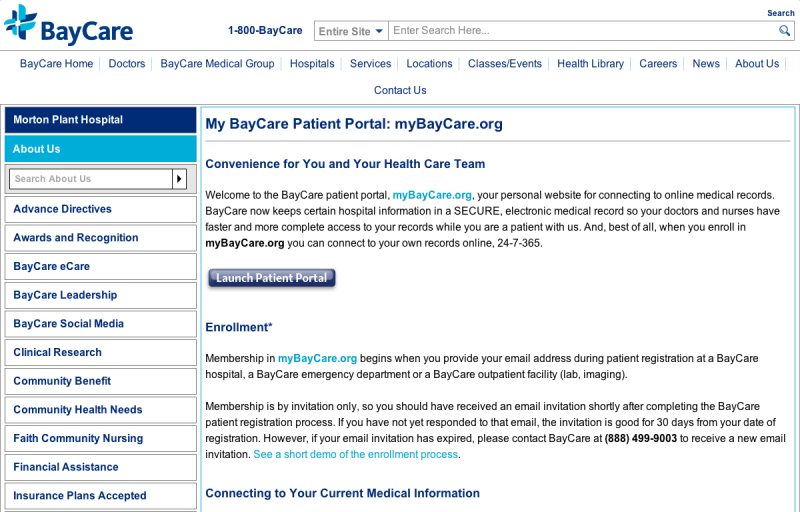 BayCare
Search
1-800-BayCare
Entire Site
Enter Search Here...
BayCare Home
Doctors
BayCare Medical Group
Hospitals
Services
Locations
Classes/Events
Health Library
Careers
News
About Us
Contact Us
Morton Plant Hospital
About Us
Search About Us
Advance Directives
Awards and Recognition
BayCare eCare
BayCare Leadership
BayCare Social Media
Clinical Research
Community Benefit
Community Health Needs
Faith Community Nursing
Financial Assistance
Insurance Plans Accepted
My BayCare Patient Portal: myBayCare.org
Convenience for You and Your Health Care Team
Welcome to the BayCare patient portal, myBayCare.org, your personal website for connecting to online medical records.
BayCare now keeps certain hospital information in a SECURE, electronic medical record so your doctors and nurses have
faster and more complete access to your records while you are a patient with us. And, best of all, when you enroll in
myBayCare.org you can connect to your own records online, 24-7-365.
Launch Patient Portal
Enrollment*
Membership in myBayCare.org begins when you provide your email address during patient registration at a BayCare
hospital, a BayCare emergency department or a BayCare outpatient facility (lab, imaging).
Membership is by invitation only, so you should have received an email invitation shortly after completing the BayCare
patient registration process. If you have not yet responded to that email, the invitation is good for 30 days from your date of
registration. However, if your email invitation has expired, please contact BayCare at (888) 499-9003 to receive a new email
invitation. See a short demo of the enrollment process.
Connecting to Your Current Medical Information